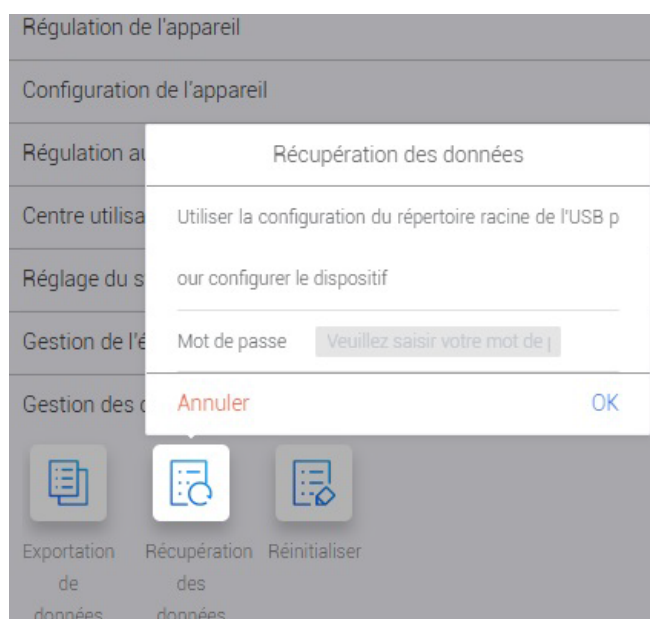 Régulation de l'appareil
Configuration de l'appareil
Régulation au
Récupération des données
Centre utilisa
Utiliser la configuration du répertoire racine de l'USB p
our configurer le dispositif
Réglage du s
Gestion de l'é
Mot de passe
Veuillez saisir votre mot de p
Gestion des d
Annuler
OK
Exportation
de
données
Récupération
des
données
Réinitialiser